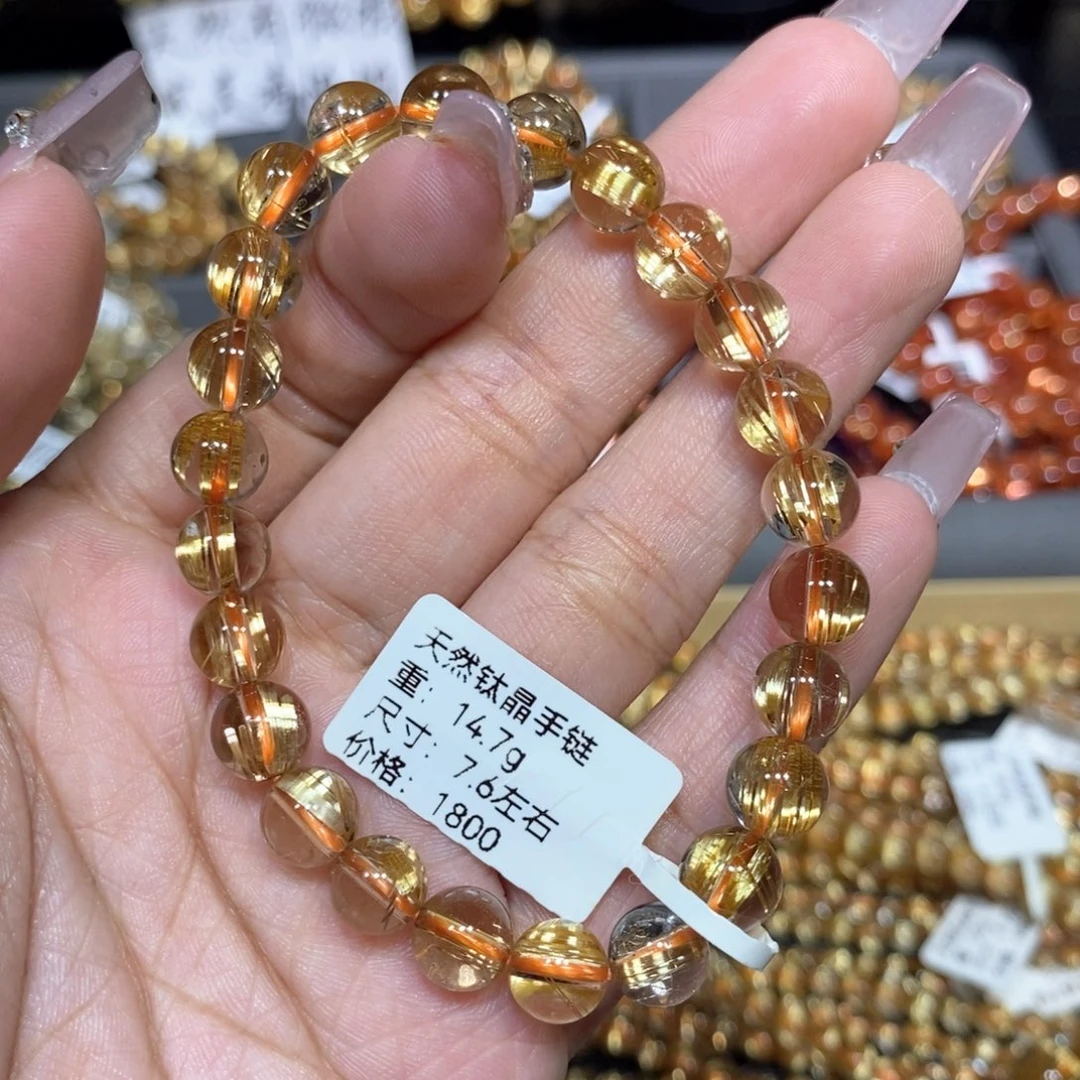 天然钛晶手链
重: 14.7g
尺寸: 7.6左右
价格: 1800